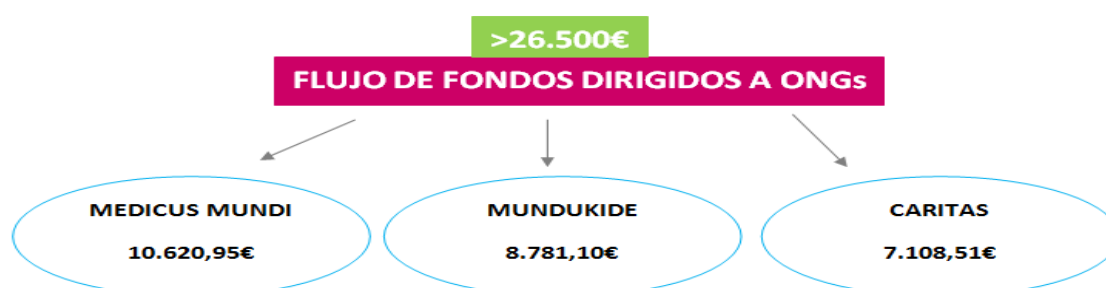 >26.500€
FLUJO DE FONDOS DIRIGIDOS A ONGs
MEDICUS MUNDI
10.620,95€
MUNDUKIDE
8.781,10€
CARITAS
7.108,51€